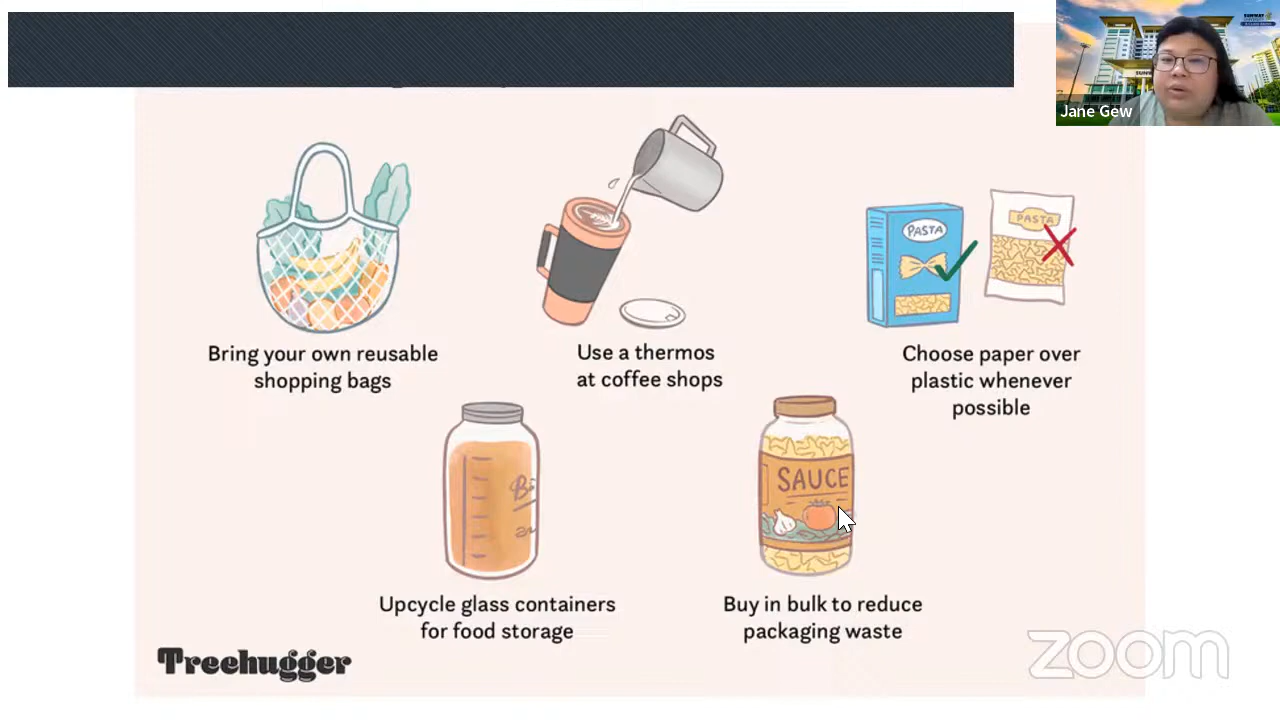 Jane Gew
PASTA
PASTA
Bring your own reusable
shopping bags
Use a thermos
at coffee shops
Choose paper over
plastic whenever
possible
SAUCE
Upcycle glass containers
for food storage
Buy in bulk to reduce
packaging waste
Treehugger
zoom